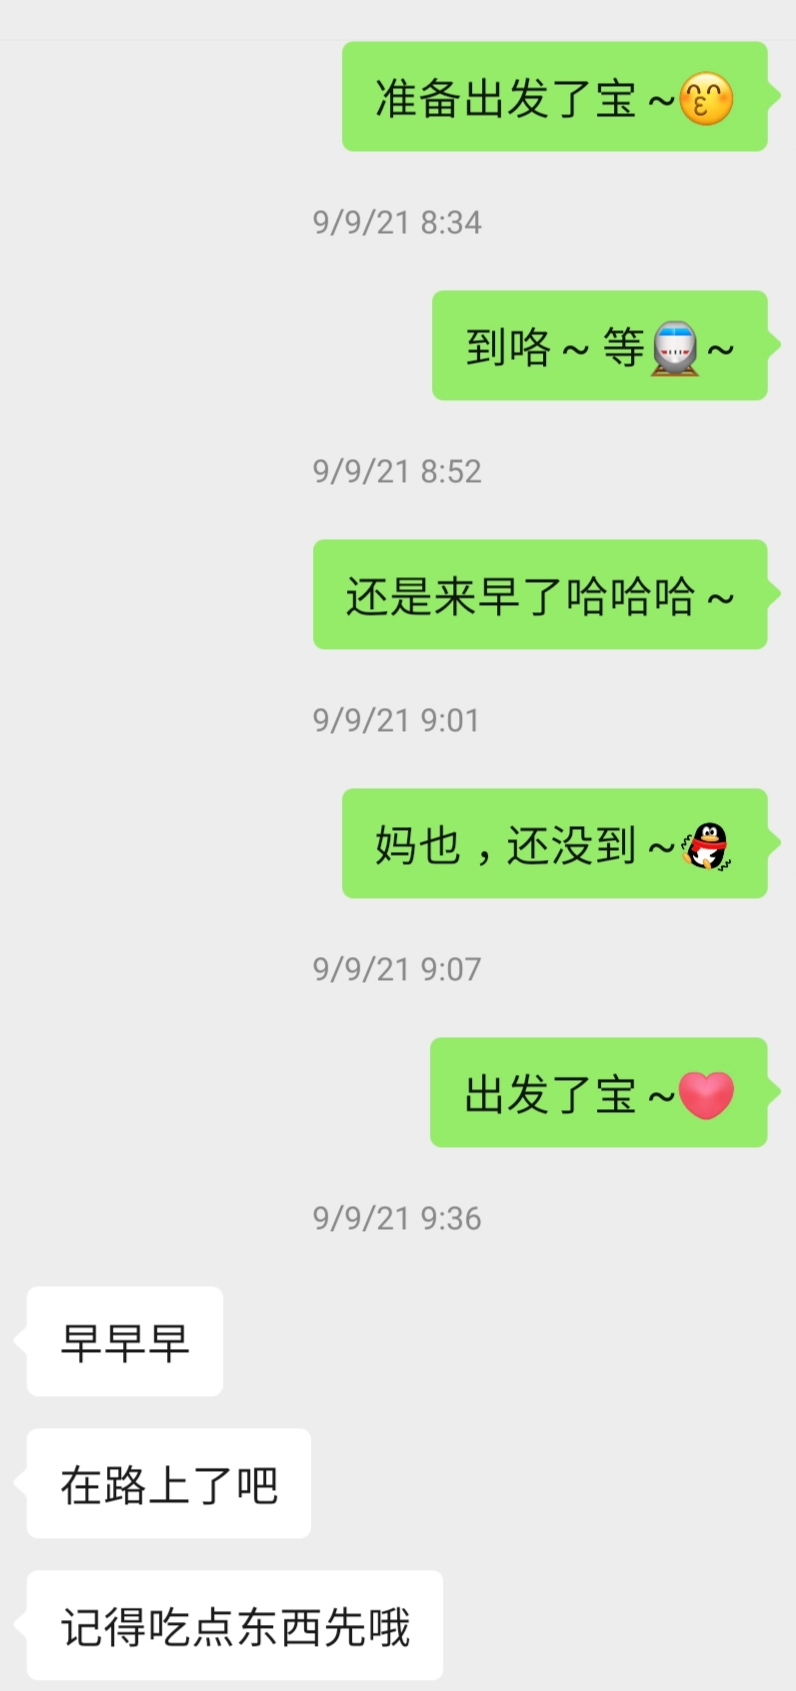 准备出发了宝~😙
9/9/21 8:34
到咯~等🚆~
9/9/21 8:52
还是来早了哈哈哈~
9/9/21 9:01
妈也，还没到~
9/9/21 9:07
出发了宝~❤
9/9/21 9:36
早早早
在路上了吧
记得吃点东西先哦